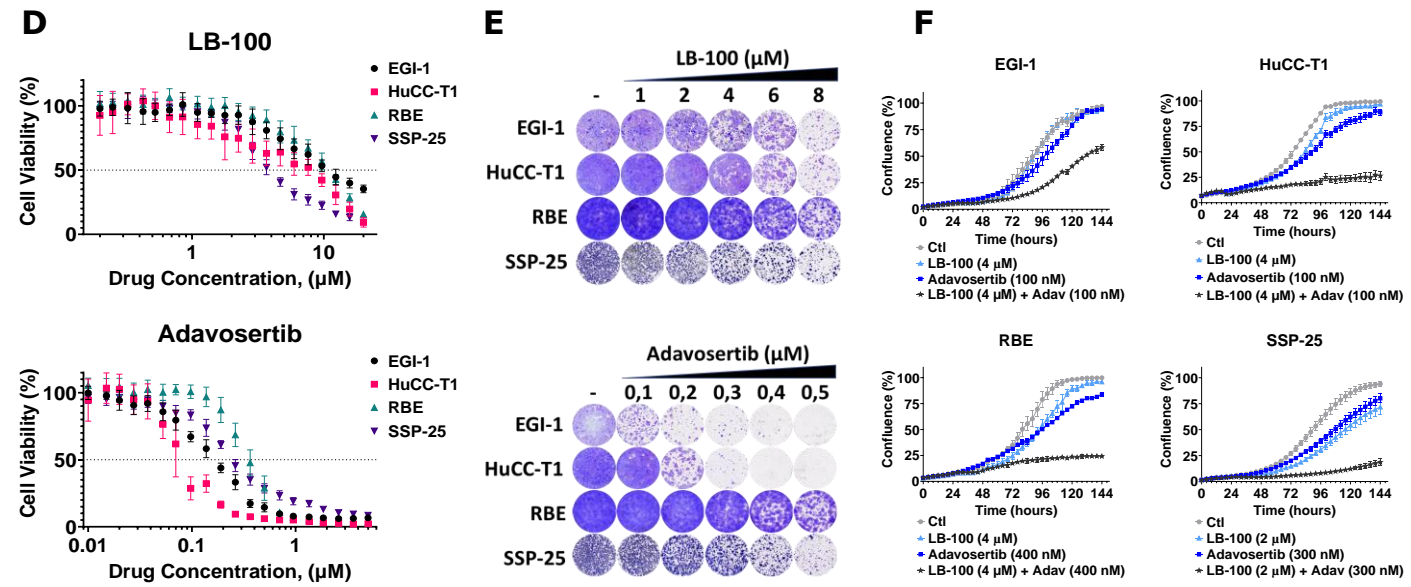 D
LB-100
Cell Viability (%)
100
50
0
1
10
Drug Concentration, (µM)
EGI-1
HuCC-T1
RBE
SSP-25
Adavosertib
Cell Viability (%)
100
50
0
0.01
0.1
1
Drug Concentration, (µM)
EGI-1
HuCC-T1
RBE
SSP-25
E
LB-100 (µM)
- 1 2 4 6 8
EGI-1
HuCC-T1
RBE
SSP-25
Adavosertib (µM)
- 0,1 0,2 0,3 0,4 0,5
EGI-1
HuCC-T1
RBE
SSP-25
F
EGI-1
Confluence (%)
100
75
50
25
0
0 24 48 72 96 120 144
Time (hours)
Ctl
LB-100 (4 µM)
Adavosertib (100 nM)
LB-100 (4 µM) + Adav (100 nM)
HuCC-T1
Confluence (%)
100
75
50
25
0
0 24 48 72 96 120 144
Time (hours)
Ctl
LB-100 (4 µM)
Adavosertib (100 nM)
LB-100 (4 µM) + Adav (100 nM)
RBE
Confluence (%)
100
75
50
25
0
0 24 48 72 96 120 144
Time (hours)
Ctl
LB-100 (4 µM)
Adavosertib (400 nM)
LB-100 (4 µM) + Adav (400 nM)
SSP-25
Confluence (%)
100
75
50
25
0
0 24 48 72 96 120 144
Time (hours)
Ctl
LB-100 (2 µM)
Adavosertib (300 nM)
LB-100 (2 µM) + Adav (300 nM)